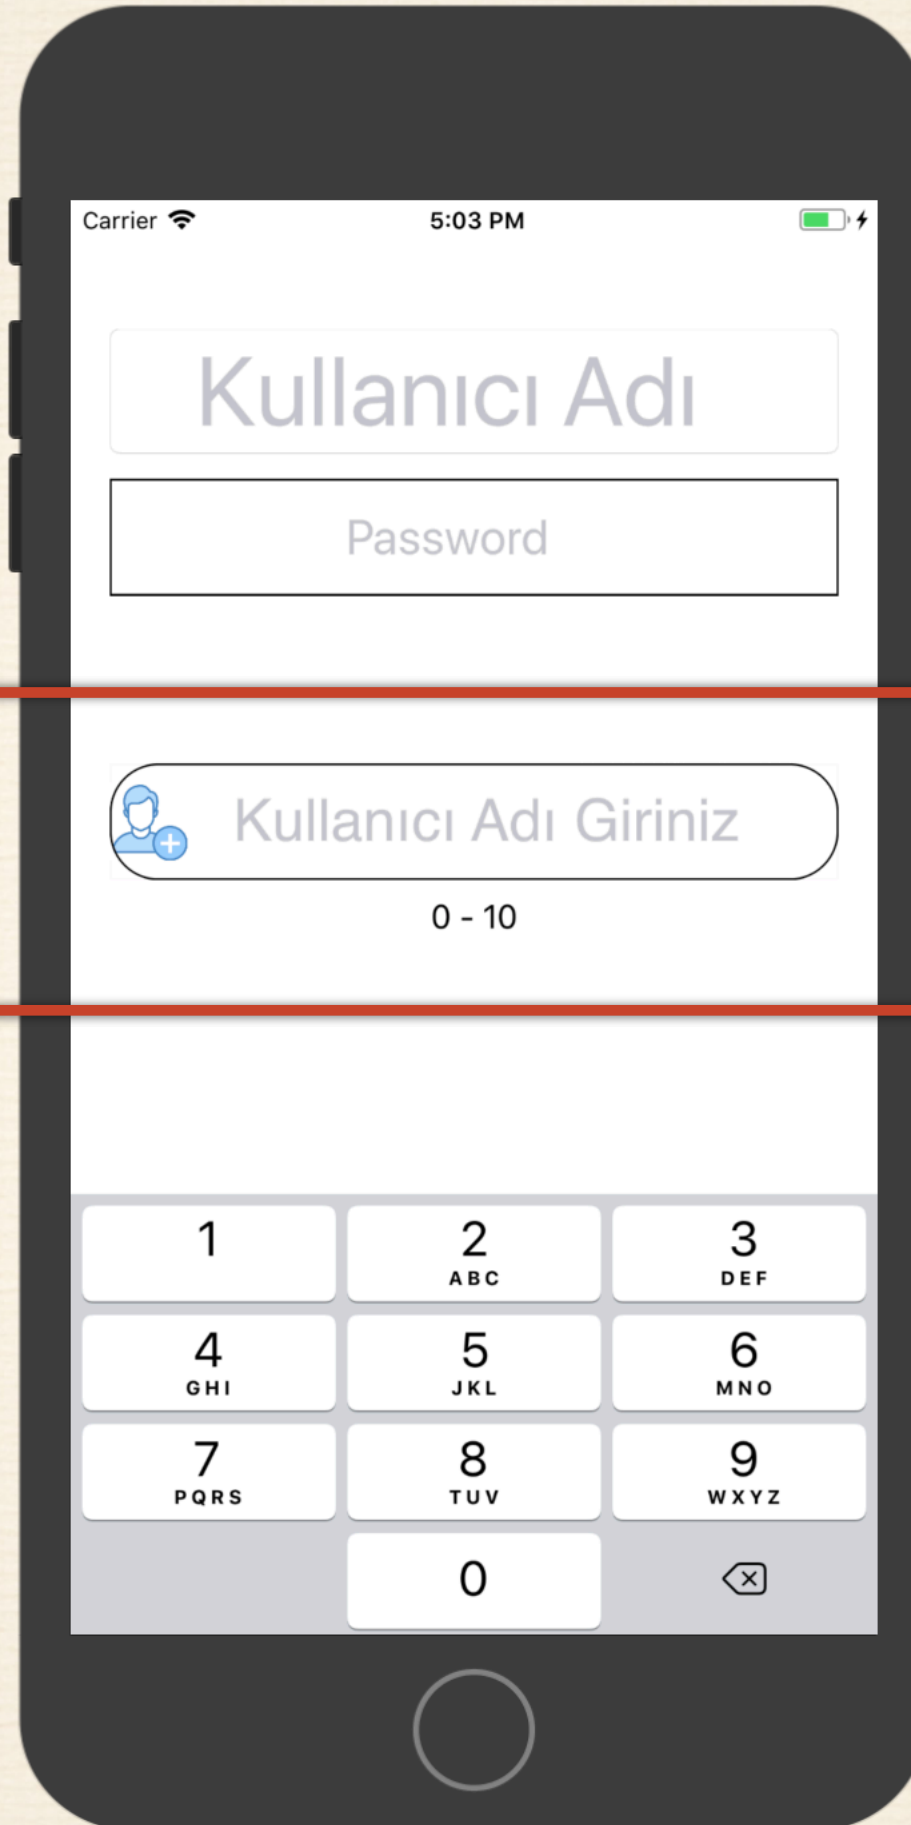 Carrier 5:03 PM
Kullanıcı Adı
Password
Kullanıcı Adı Giriniz
0 - 10
1 2 3
ABC DEF
4 5 6
GHI JKL MNO
7 8 9
PQRS TUV WXYZ
0